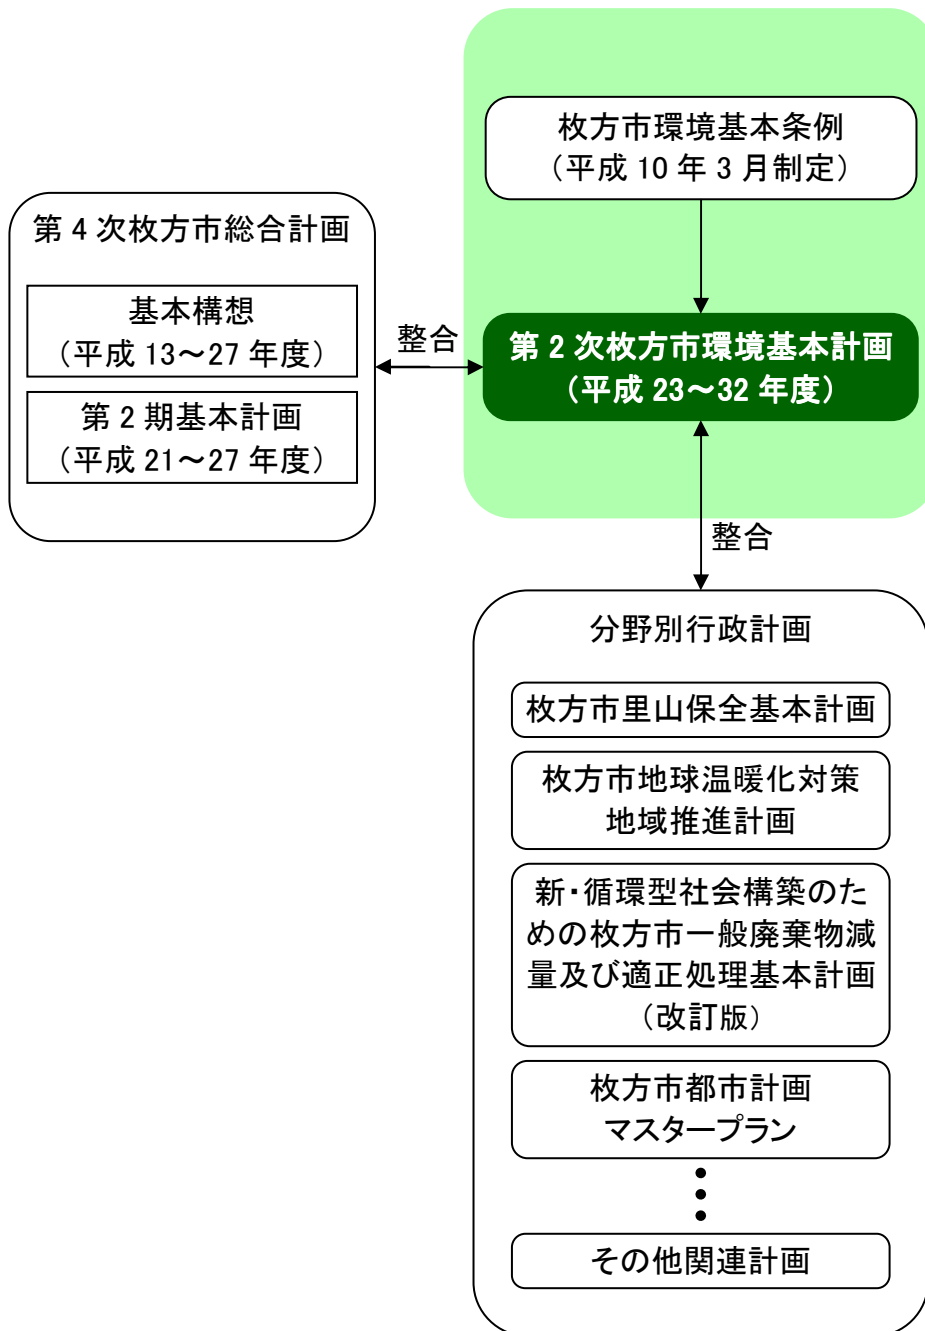 枚方市環境基本条例
（平成 10 年 3 月制定）
第 4 次枚方市総合計画
基本構想
（平成 13～27 年度）
第 2 期基本計画
（平成 21～27 年度）
整合
第 2 次枚方市環境基本計画
（平成 23～32 年度）
整合
分野別行政計画
枚方市里山保全基本計画
枚方市地球温暖化対策
地域推進計画
新・循環型社会構築のた
めの枚方市一般廃棄物減
量及び適正処理基本計画
（改訂版）
枚方市都市計画
マスタープラン
その他関連計画